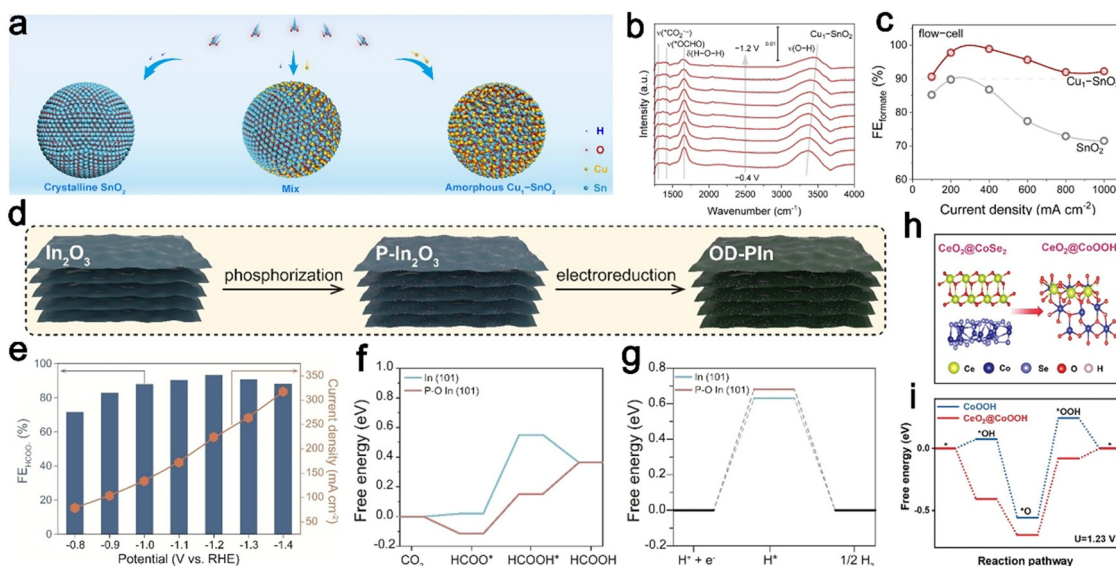 a
Crystalline SnO₂
Mix
Amorphous Cu₁−SnO₂
H
O
Cu
Sn
b
ν(*CO₂˙−)
ν(*OCHO)
δ(H−O−H)
−1.2 V
0.01
ν(O−H)
Cu₁−SnO₂
−0.4 V
Intensity (a.u.)
1500 2000 2500 3000 3500 4000
Wavenumber (cm⁻¹)
c
flow−cell
Cu₁−SnO
SnO₂
FEformate (%)
100
90
80
70
60
0 200 400 600 800 1000
Current density (mA cm⁻²)
d
In₂O₃
phosphorization
P-In₂O₃
electroreduction
OD-PIn
e
FEHCOO- (%)
100
80
60
40
20
0
Current density (mA cm⁻²)
350
300
250
200
150
100
50
-0.8 -0.9 -1.0 -1.1 -1.2 -1.3 -1.4
Potential (V vs. RHE)
f
In (101)
P-O In (101)
Free energy (eV)
1.0
0.8
0.6
0.4
0.2
0.0
-0.2
CO₂ HCOO* HCOOH* HCOOH
g
In (101)
P-O In (101)
Free energy (eV)
0.8
0.6
0.4
0.2
0.0
-0.2
H⁺ + e⁻ H* 1/2 H₂
h
CeO₂@CoSe₂
CeO₂@CoOOH
Ce Co Se O H
i
CoOOH
CeO₂@CoOOH
*
*OH
*O
*OOH
*
Free energy (eV)
0.0
-0.5
U=1.23 V
Reaction pathway